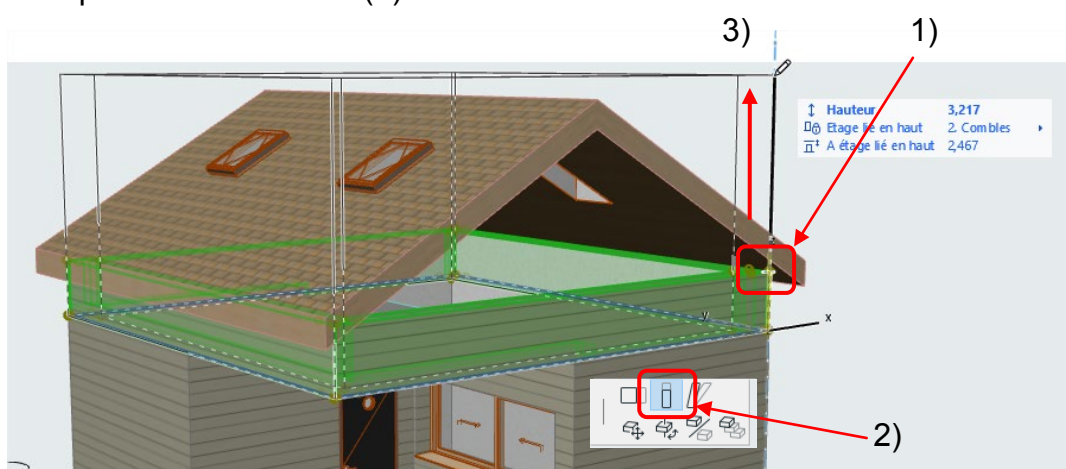 3)
1)
Hauteur 3,217
Etage lié en haut 2. Combles
A étage lié en haut 2,467
y
x
2)